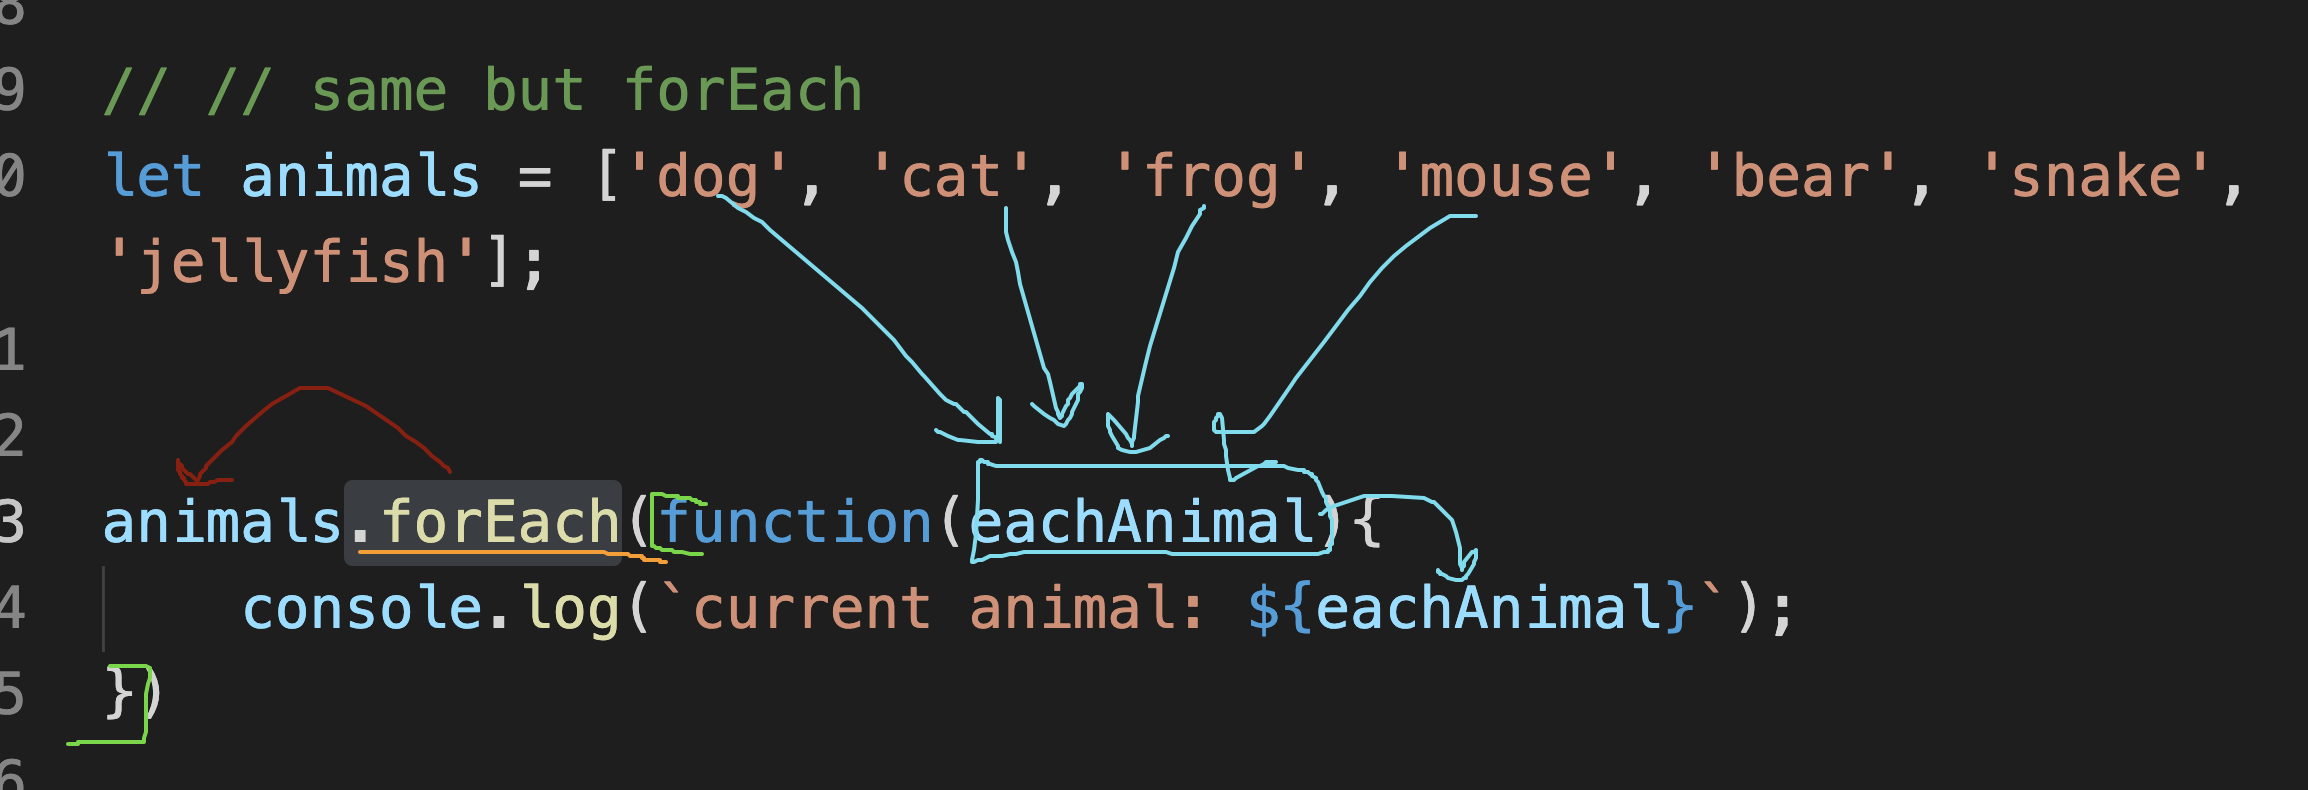 8
9 // // same but forEach
0 let animals = ['dog', 'cat', 'frog', 'mouse', 'bear', 'snake',
'jellyfish'];
1
2
3 animals.forEach(function(eachAnimal){
4     console.log(`current animal: ${eachAnimal}`);
5 })
6